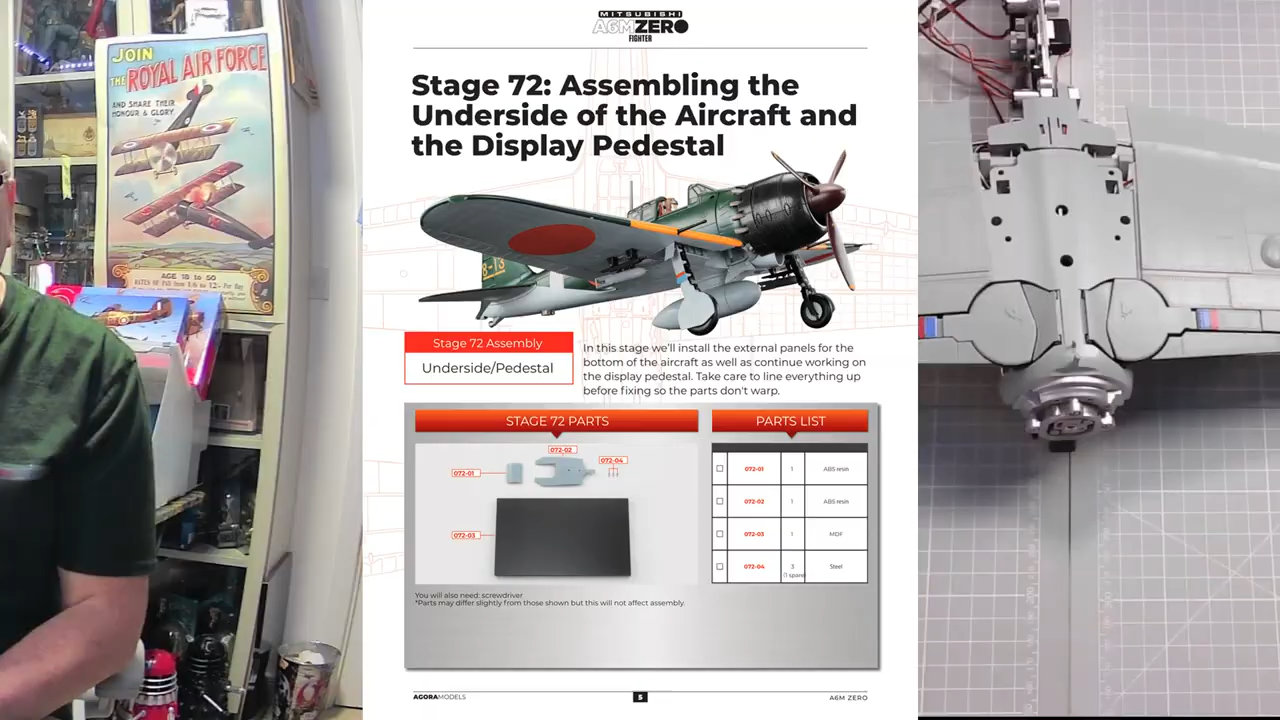 JOIN
THE ROYAL AIR FORCE
AND SHARE THEIR
HONOUR & GLORY.
AGE 18 to 50
MITSUBISHI
A6M ZERO
FIGHTER
Stage 72: Assembling the
Underside of the Aircraft and
the Display Pedestal
Stage 72 Assembly
Underside/Pedestal
In this stage we'll install the external panels for the
bottom of the aircraft as well as continue working on
the display pedestal. Take care to line everything up
before fixing so the parts don't warp.
STAGE 72 PARTS
072-01
072-02
072-04
072-03
PARTS LIST
072-01 1 ABS resin
072-02 1 ABS resin
072-03 1 MDF
072-04 3 (1 spare) Steel
You will also need: screwdriver
*Parts may differ slightly from those shown but this will not affect assembly.
AGORAMODELS
5
A6M ZERO